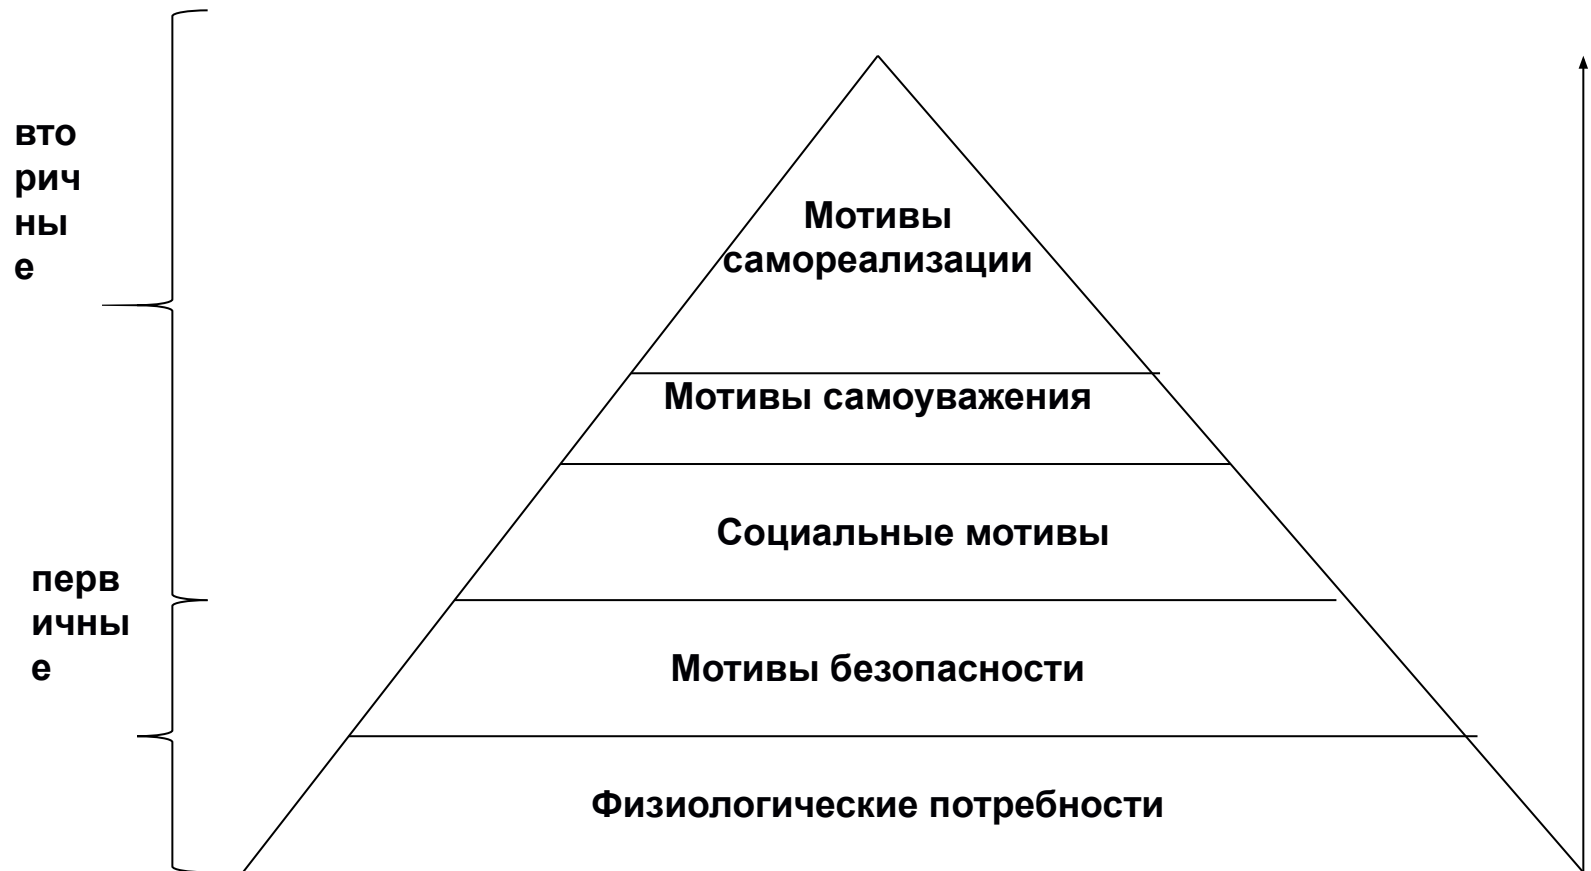 вто
рич
ны
е
Мотивы
самореализации
Мотивы самоуважения
Социальные мотивы
перв
ичны
е
Мотивы безопасности
Физиологические потребности